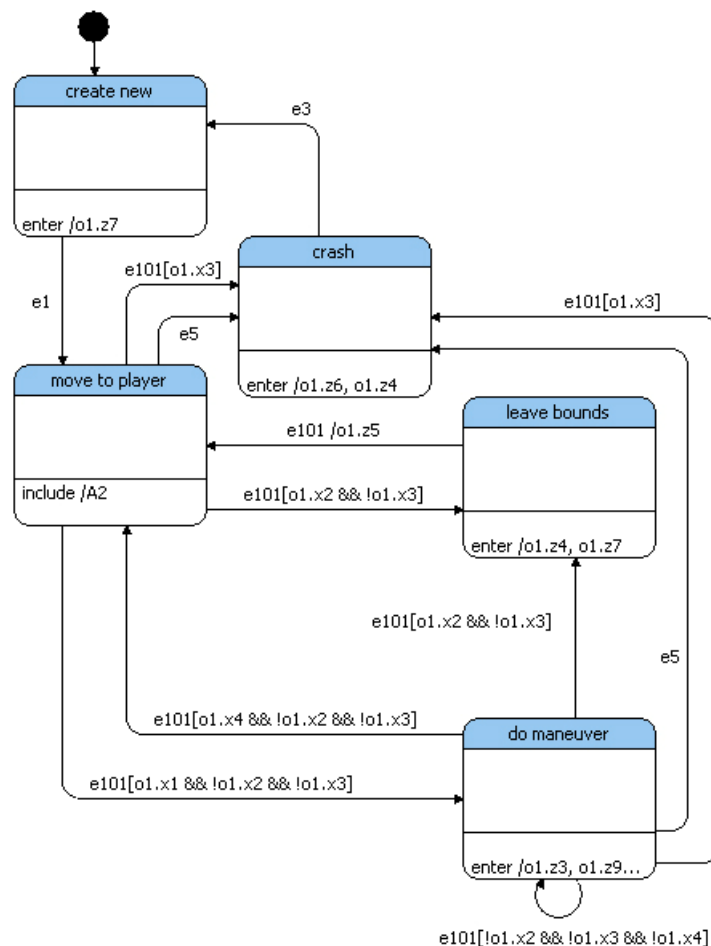 create new
e3
enter /o1.z7
crash
e101[o1.x3]
e101[o1.x3]
e1
e5
move to player
enter /o1.z6, o1.z4
leave bounds
e101 /o1.z5
include /A2
e101[o1.x2 && !o1.x3]
enter /o1.z4, o1.z7
e101[o1.x2 && !o1.x3]
e5
e101[o1.x4 && !o1.x2 && !o1.x3]
do maneuver
e101[o1.x1 && !o1.x2 && !o1.x3]
enter /o1.z3, o1.z9...
e101[!o1.x2 && !o1.x3 && !o1.x4]